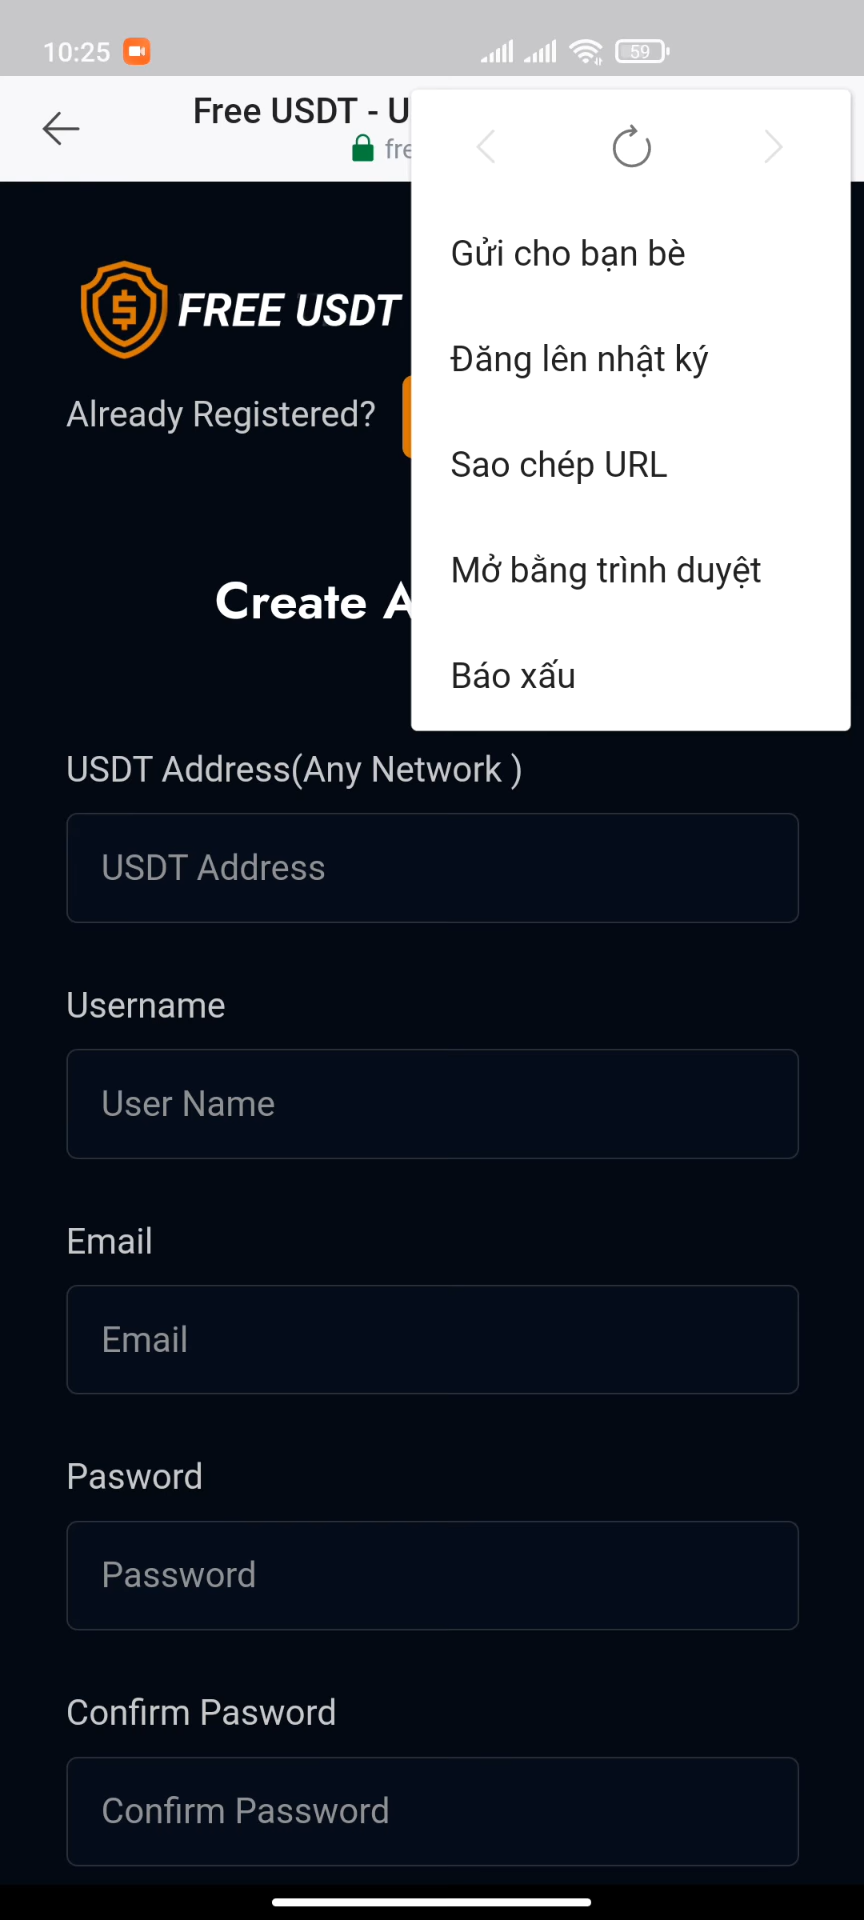 10:25
59
Free USDT - U
fre
Gửi cho bạn bè
Đăng lên nhật ký
Sao chép URL
Mở bằng trình duyệt
Báo xấu
FREE USDT
Already Registered?
Create A
USDT Address(Any Network )
USDT Address
Username
User Name
Email
Email
Pasword
Password
Confirm Pasword
Confirm Password